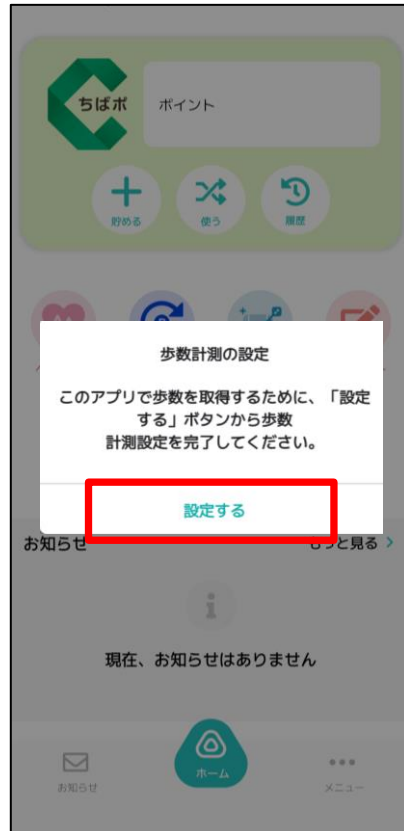 ちばポ
ポイント
貯める
使う
履歴
歩数計測の設定
このアプリで歩数を取得するために、「設定
する」ボタンから歩数
計測設定を完了してください。
設定する
お知らせ
もっと見る
現在、お知らせはありません
お知らせ
ホーム
メニュー